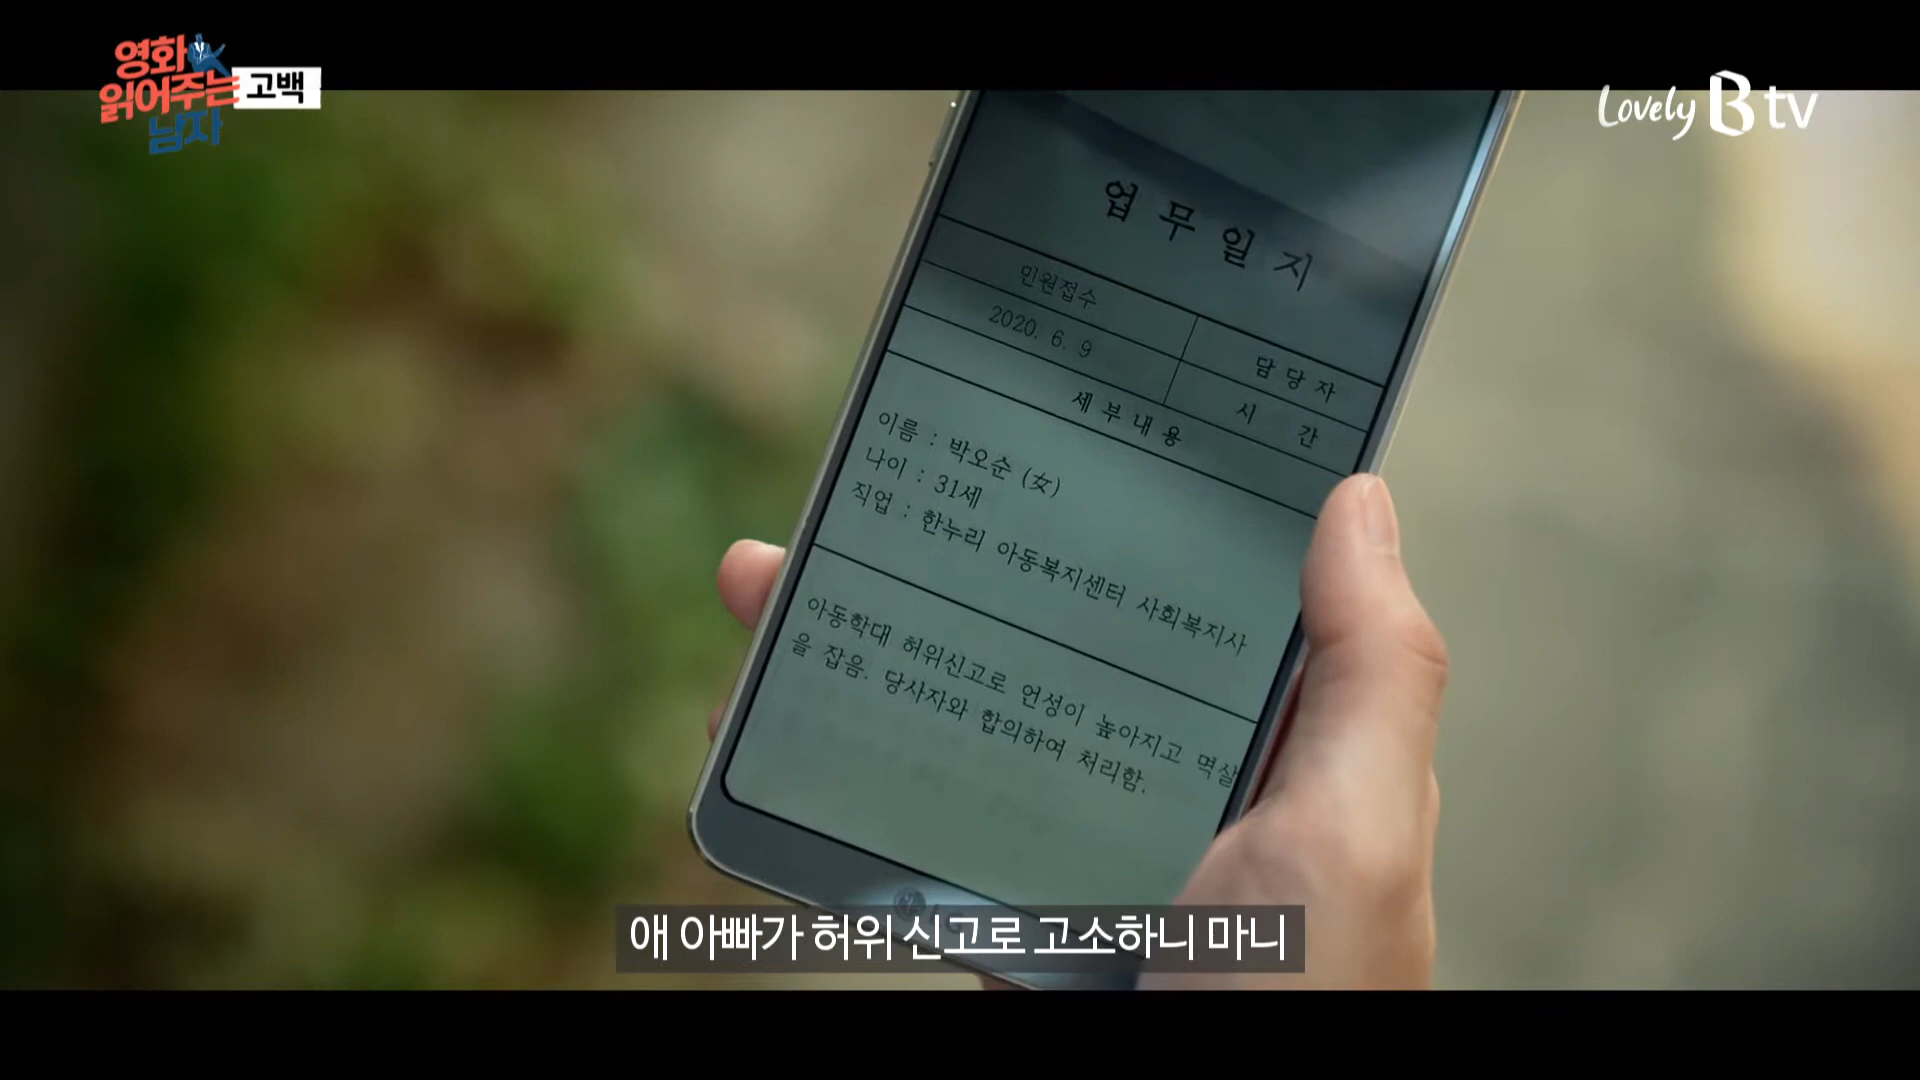 영화
읽어주는
남자
고백
Lovely B tv
업무일지
민원접수
담당자
2020. 6. 9
시 간
세부내용
이름 : 박오순 (女)
나이 : 31세
직업 : 한누리 아동복지센터 사회복지사
아동학대 허위신고로 언성이 높아지고 멱살
을 잡음. 당사자와 합의하여 처리함.
LG
애 아빠가 허위 신고로 고소하니 마니